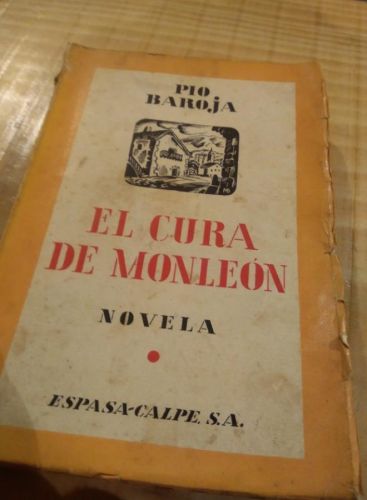 PIO
BAROJA
EL CURA
DE MONLEÓN
NOVELA
ESPASA-CALPE, S.A.